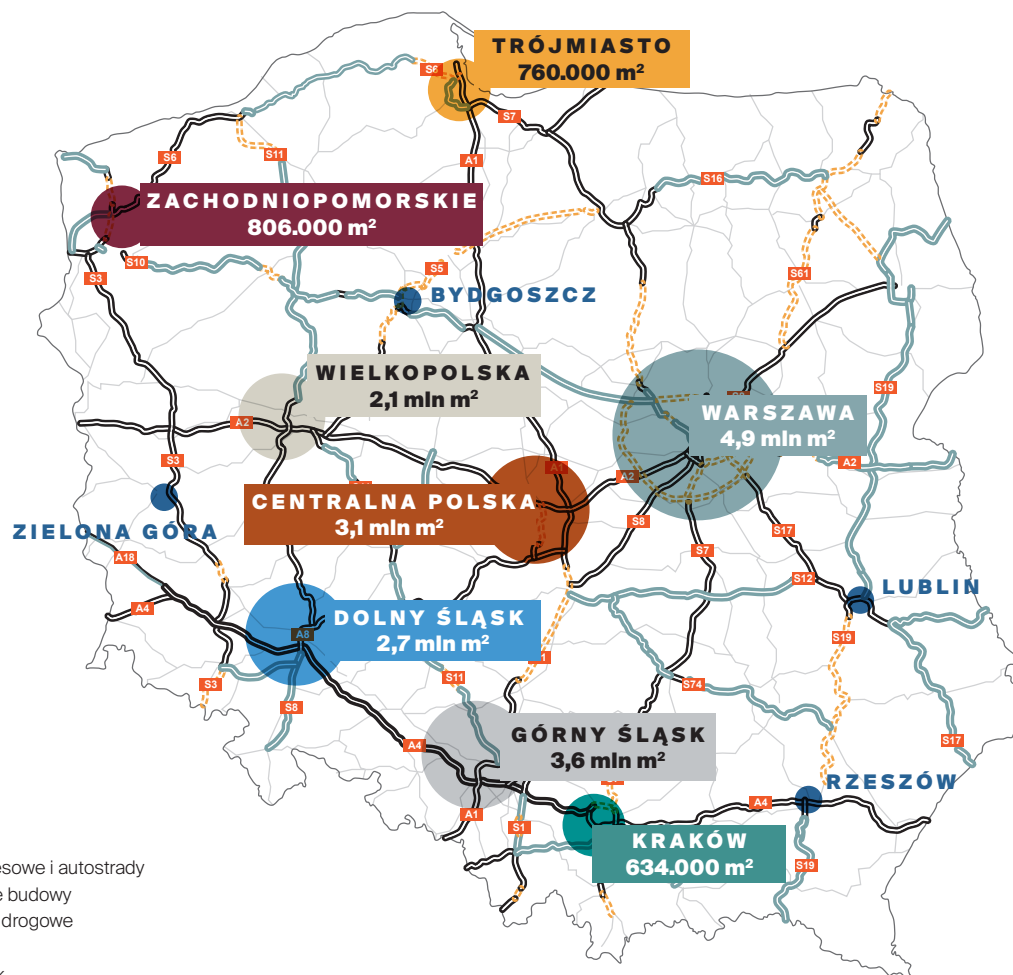 TRÓJMIASTO
760.000 m²
S6
S7
A1
S6
S11
S16
ZACHODNIOPOMORSKIE
806.000 m²
S3
S10
S5
S61
BYDGOSZCZ
WIELKOPOLSKA
2,1 mln m²
S19
A2
WARSZAWA
4,9 mln m²
S3
A1
A2
A2
CENTRALNA POLSKA
3,1 mln m²
ZIELONA GÓRA
S8
S7
S17
A18
S12
LUBLIN
A4
DOLNY ŚLĄSK
2,7 mln m²
A8
S19
S3
S11
S74
S8
GÓRNY ŚLĄSK
3,6 mln m²
A4
S17
RZESZÓW
A1
S1
A4
KRAKÓW
634.000 m²
S19
sowe i autostrady
budowy
drogowe